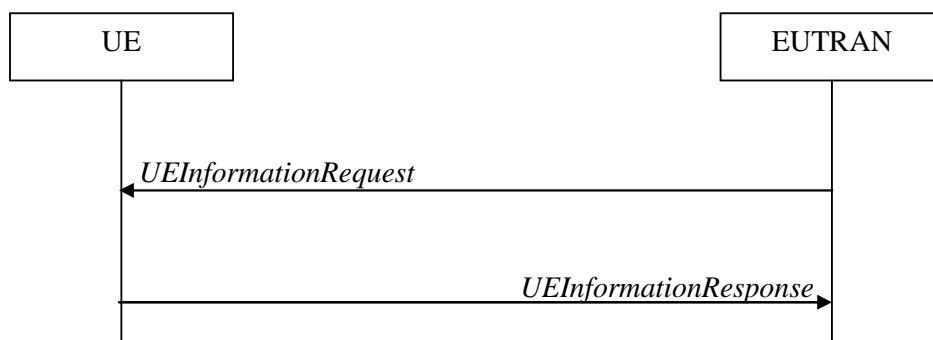 UE
EUTRAN
UEInformationRequest
UEInformationResponse